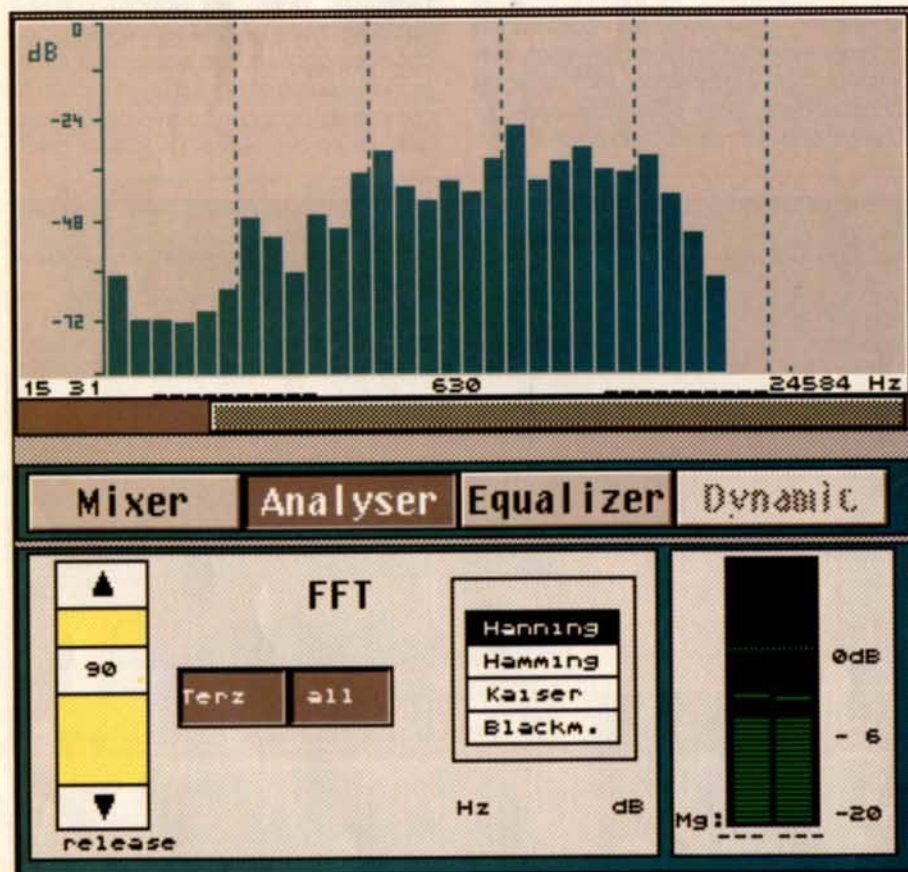 0
dB
-24
-48
-72
15 31 630 24584 Hz
Mixer Analyser Equalizer Dynamic
FFT
90
release
Terz all
Hanning
Hamming
Kaiser
Blackm.
Hz dB
0dB
- 6
-20
Mg:
--- ---